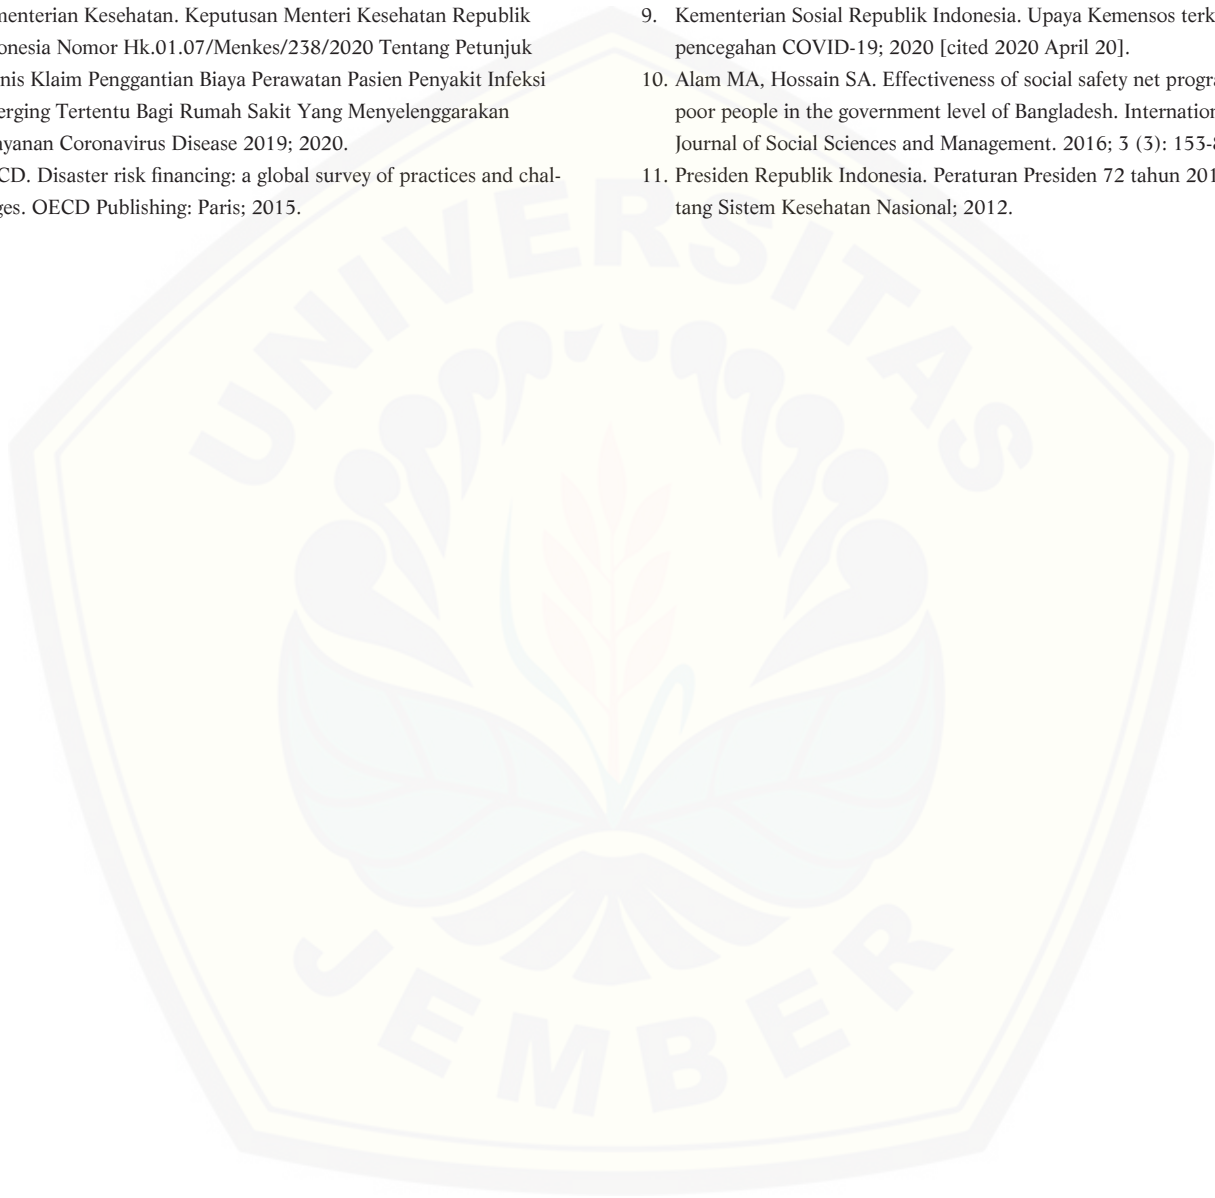 menterian Kesehatan. Keputusan Menteri Kesehatan Republik
onesia Nomor Hk.01.07/Menkes/238/2020 Tentang Petunjuk
nis Klaim Penggantian Biaya Perawatan Pasien Penyakit Infeksi
erging Tertentu Bagi Rumah Sakit Yang Menyelenggarakan
ayanan Coronavirus Disease 2019; 2020.
CD. Disaster risk financing: a global survey of practices and chal-
ges. OECD Publishing: Paris; 2015.
9. Kementerian Sosial Republik Indonesia. Upaya Kemensos terk
pencegahan COVID-19; 2020 [cited 2020 April 20].
10. Alam MA, Hossain SA. Effectiveness of social safety net progra
poor people in the government level of Bangladesh. Internation
Journal of Social Sciences and Management. 2016; 3 (3): 153-8
11. Presiden Republik Indonesia. Peraturan Presiden 72 tahun 201
tang Sistem Kesehatan Nasional; 2012.
UNIVERSITAS
JEMBER